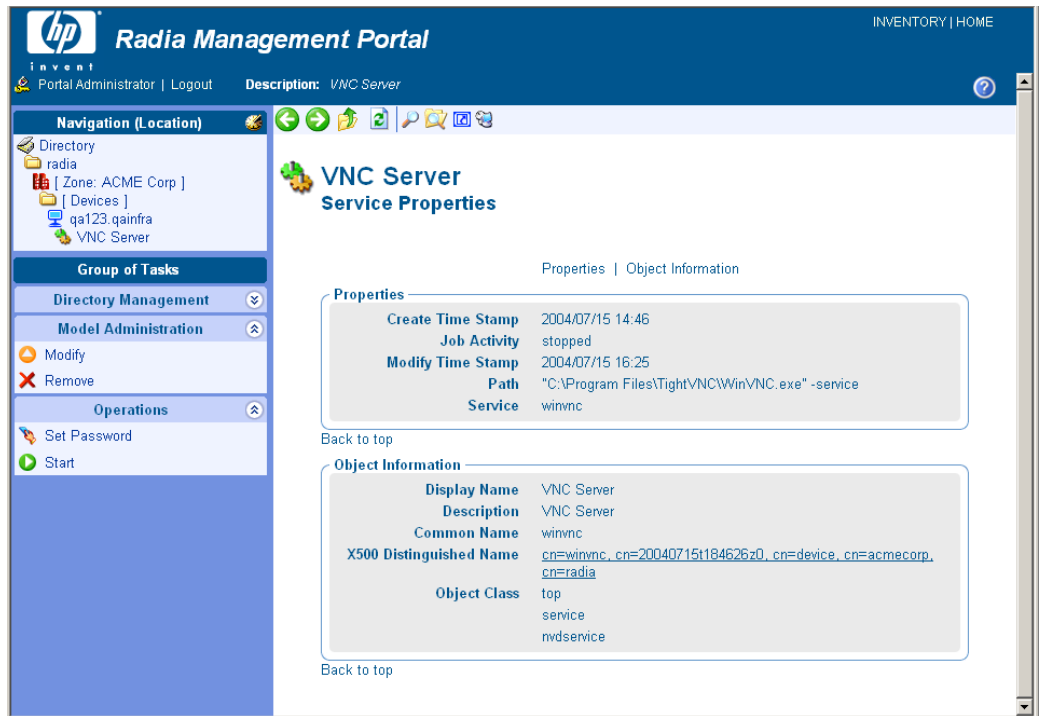 hp
invent
Radia Management Portal
INVENTORY | HOME
Portal Administrator | Logout
Description: VNC Server
?
Navigation (Location)
Directory
radia
[ Zone: ACME Corp ]
[ Devices ]
qa123.qainfra
VNC Server
Group of Tasks
Directory Management
Model Administration
Modify
Remove
Operations
Set Password
Start
VNC Server
Service Properties
Properties | Object Information
Properties
Create Time Stamp 2004/07/15 14:46
Job Activity stopped
Modify Time Stamp 2004/07/15 16:25
Path "C:\Program Files\TightVNC\WinVNC.exe" -service
Service winvnc
Back to top
Object Information
Display Name VNC Server
Description VNC Server
Common Name winvnc
X500 Distinguished Name cn=winvnc, cn=20040715t184626z0, cn=device, cn=acmecorp,
cn=radia
Object Class top
service
nvdservice
Back to top